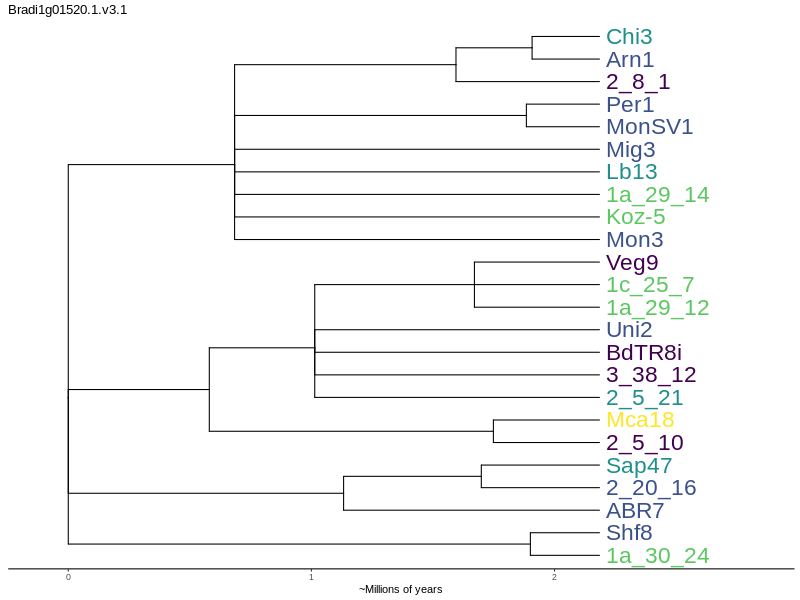 Bradi1g01520.1.v3.1
Chi3
Arn1
2_8_1
Per1
MonSV1
Mig3
Lb13
1a_29_14
Koz-5
Mon3
Veg9
1c_25_7
1a_29_12
Uni2
BdTR8i
3_38_12
2_5_21
Mca18
2_5_10
Sap47
2_20_16
ABR7
Shf8
1a_30_24
0 1 2
~Millions of years